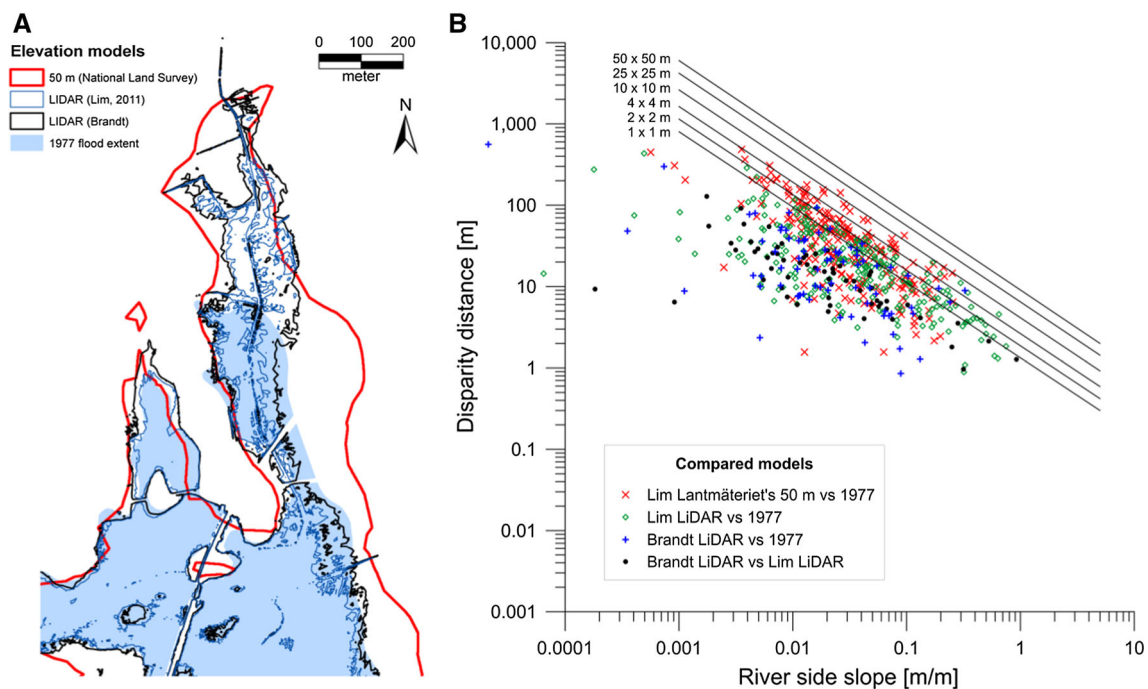 A
Elevation models
50 m (National Land Survey)
LIDAR (Lim, 2011)
LIDAR (Brandt)
1977 flood extent
0 100 200
meter
N
B
Disparity distance [m]
10,000
1,000
100
10
1
0.1
0.01
0.001
50 x 50 m
25 x 25 m
10 x 10 m
4 x 4 m
2 x 2 m
1 x 1 m
Compared models
Lim Lantmäteriet's 50 m vs 1977
Lim LiDAR vs 1977
Brandt LiDAR vs 1977
Brandt LiDAR vs Lim LiDAR
0.0001 0.001 0.01 0.1 1 10
River side slope [m/m]